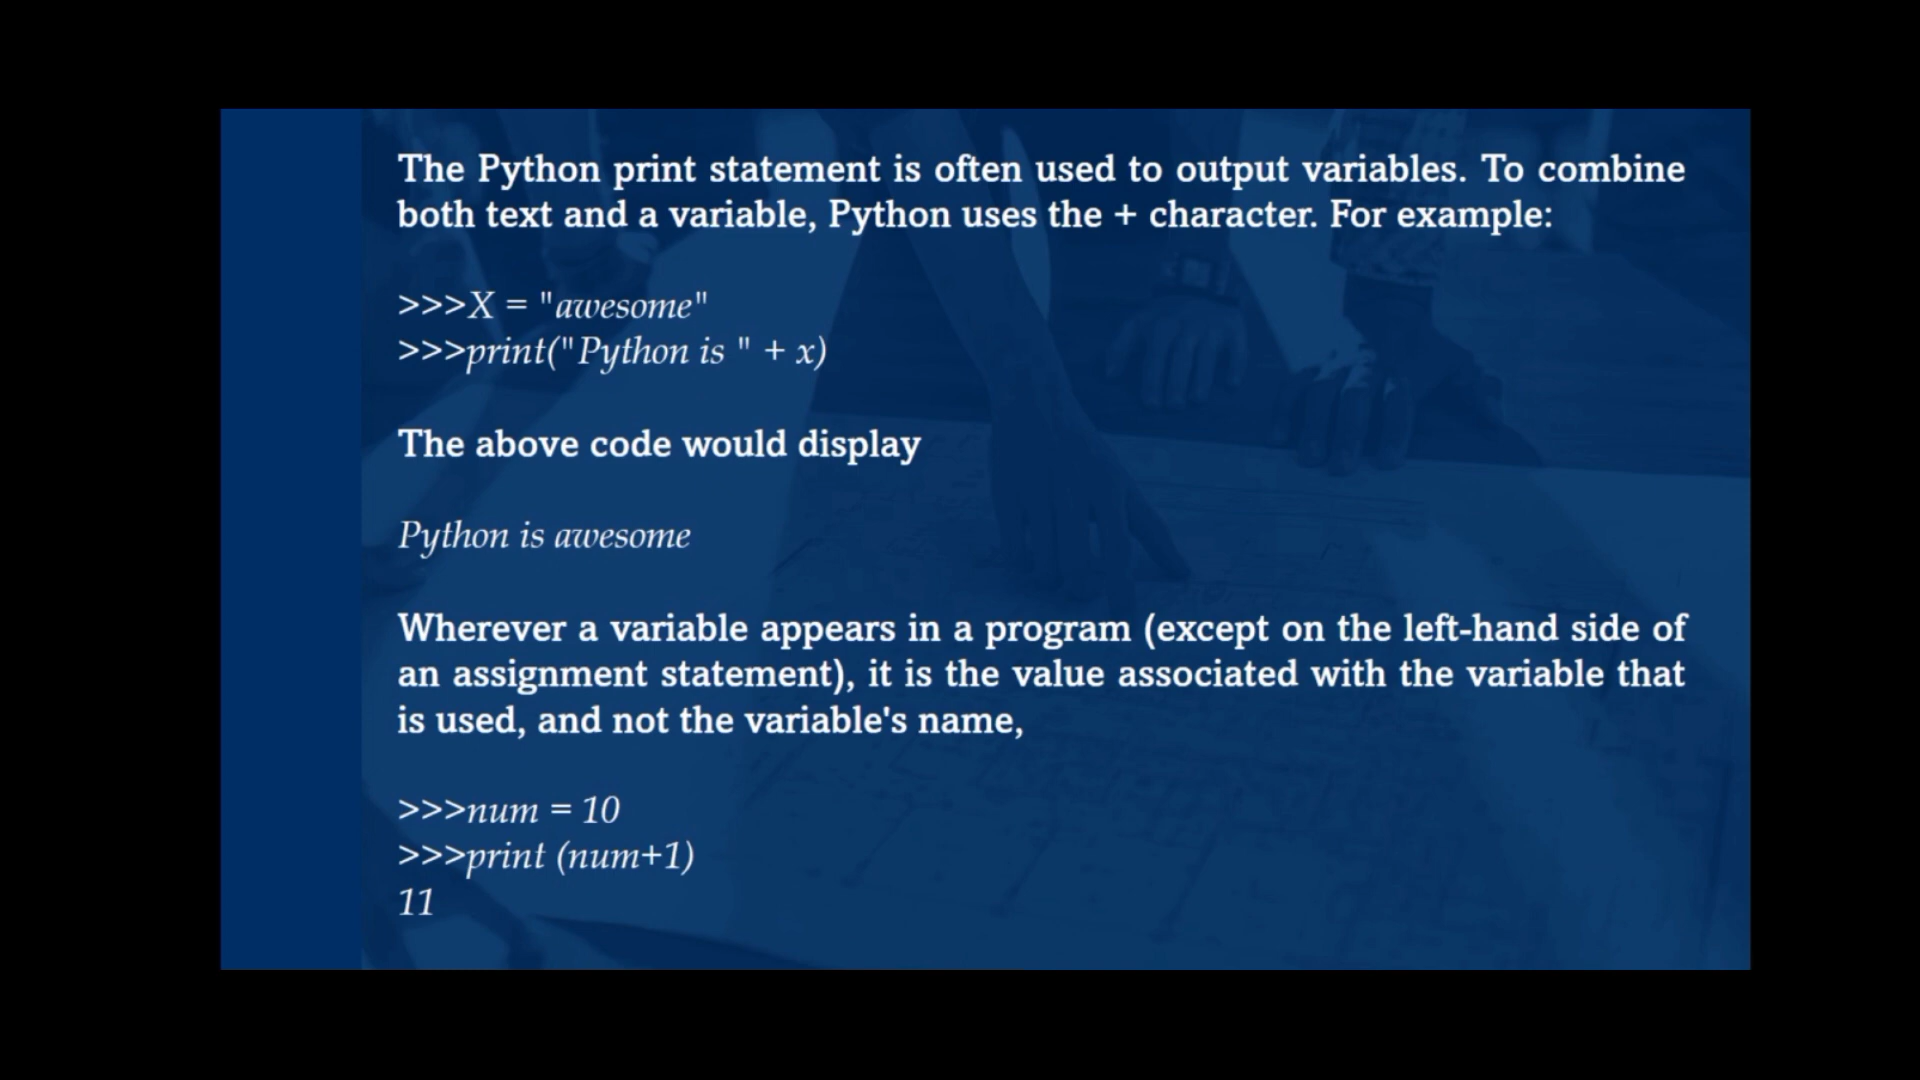 The Python print statement is often used to output variables. To combine
both text and a variable, Python uses the + character. For example:
>>>X = "awesome"
>>>print("Python is " + x)
The above code would display
Python is awesome
Wherever a variable appears in a program (except on the left-hand side of
an assignment statement), it is the value associated with the variable that
is used, and not the variable's name,
>>>num = 10
>>>print (num+1)
11